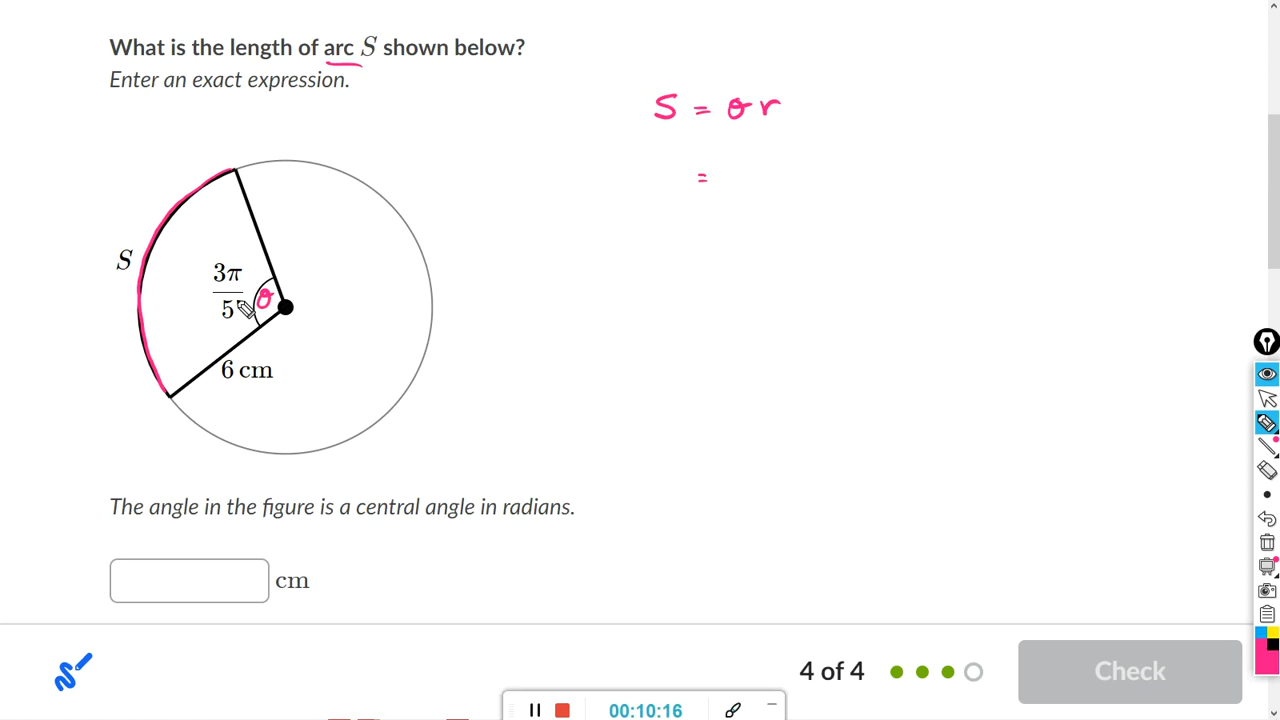 What is the length of arc S shown below?
Enter an exact expression.
S = θ r
=
S
3π
5
θ
6 cm
The angle in the figure is a central angle in radians.
cm
4 of 4
Check
00:10:16